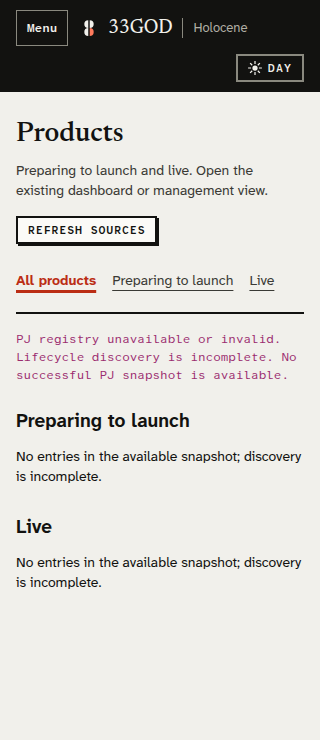 Menu
33GOD
Holocene
DAY
Products
Preparing to launch and live. Open the
existing dashboard or management view.
REFRESH SOURCES
All products
Preparing to launch
Live
PJ registry unavailable or invalid.
Lifecycle discovery is incomplete. No
successful PJ snapshot is available.
Preparing to launch
No entries in the available snapshot; discovery
is incomplete.
Live
No entries in the available snapshot; discovery
is incomplete.